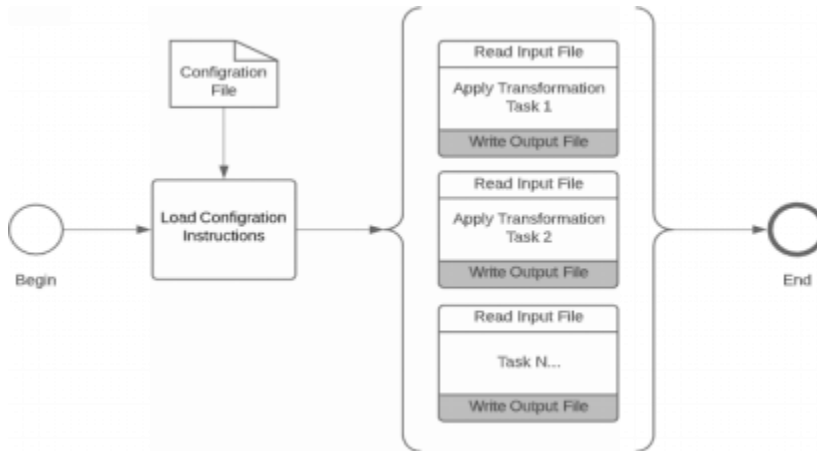 Configration
File
Load Configration
Instructions
Begin
Read Input File
Apply Transformation
Task 1
Write Output File
Read Input File
Apply Transformation
Task 2
Write Output File
Read Input File
Task N...
Write Output File
End